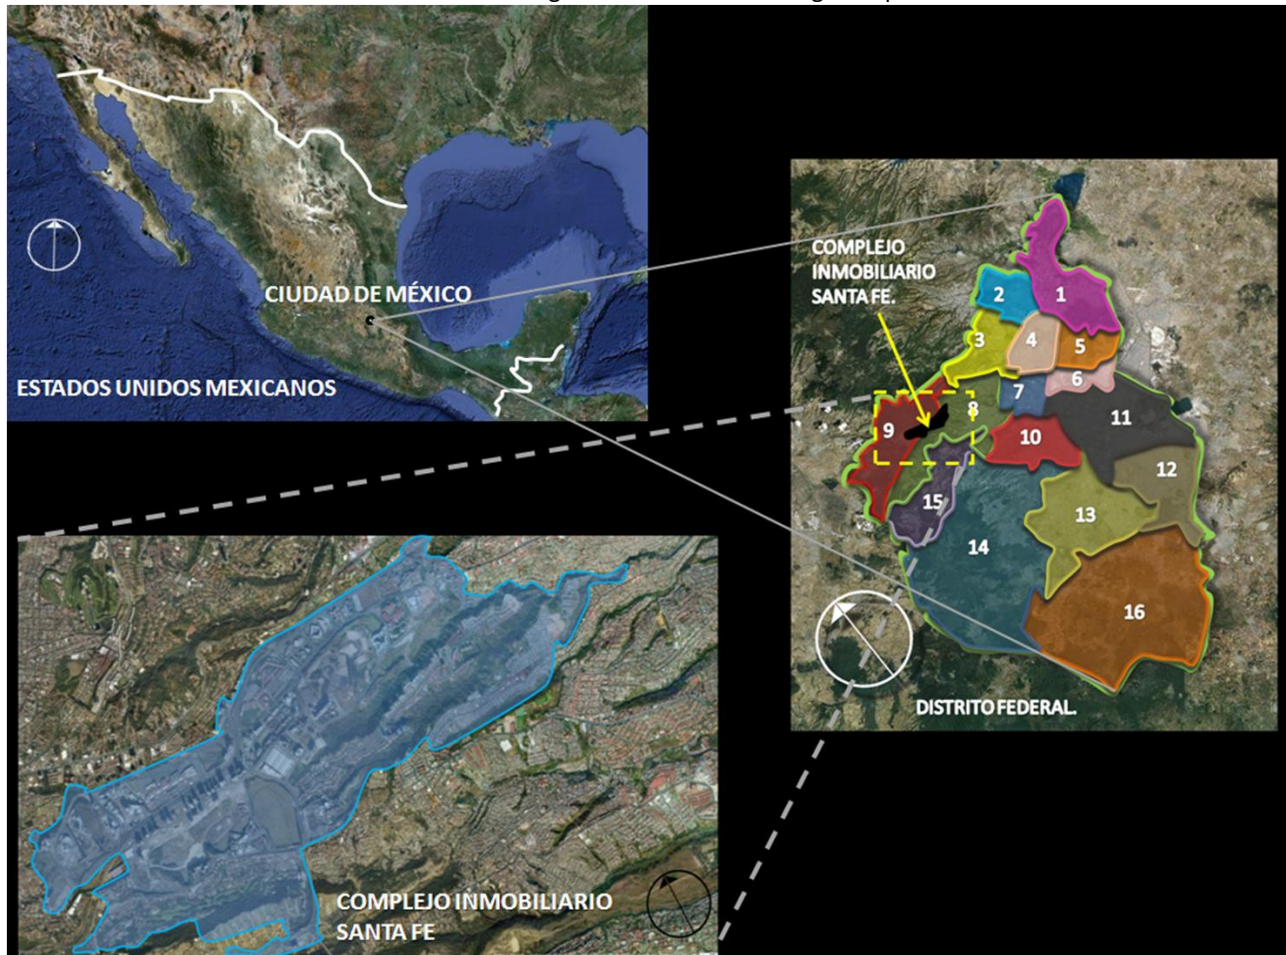 CIUDAD DE MÉXICO
ESTADOS UNIDOS MEXICANOS
COMPLEJO
INMOBILIARIO
SANTA FE.
1
2
3
4
5
6
7
8
9
10
11
12
13
14
15
16
DISTRITO FEDERAL.
COMPLEJO INMOBILIARIO
SANTA FE